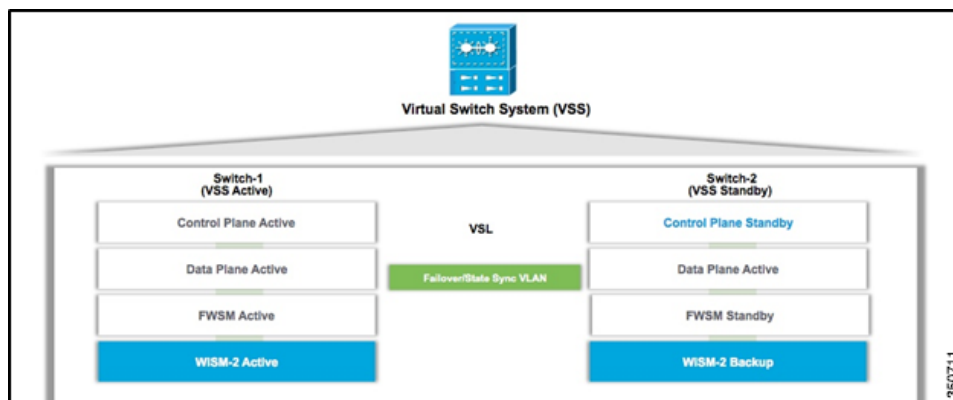 Virtual Switch System (VSS)
Switch-1
(VSS Active)
Control Plane Active
Data Plane Active
FWSM Active
WISM-2 Active
VSL
Failover/State Sync VLAN
Switch-2
(VSS Standby)
Control Plane Standby
Data Plane Active
FWSM Standby
WISM-2 Backup
350711